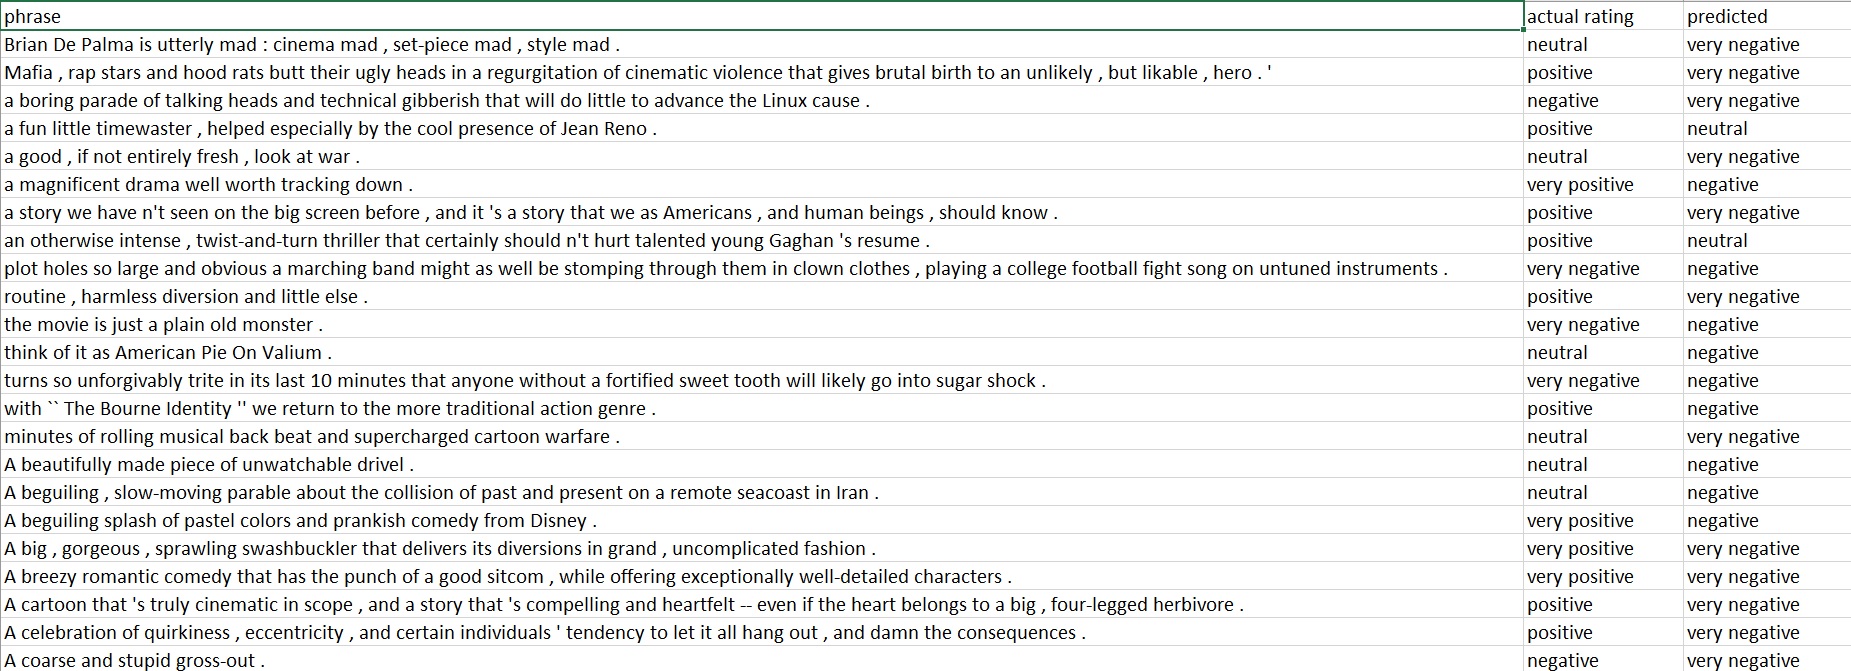 phrase actual rating predicted
Brian De Palma is utterly mad : cinema mad , set-piece mad , style mad . neutral very negative
Mafia , rap stars and hood rats butt their ugly heads in a regurgitation of cinematic violence that gives brutal birth to an unlikely , but likable , hero . ' positive very negative
a boring parade of talking heads and technical gibberish that will do little to advance the Linux cause . negative very negative
a fun little timewaster , helped especially by the cool presence of Jean Reno . positive neutral
a good , if not entirely fresh , look at war . neutral very negative
a magnificent drama well worth tracking down . very positive negative
a story we have n't seen on the big screen before , and it 's a story that we as Americans , and human beings , should know . positive very negative
an otherwise intense , twist-and-turn thriller that certainly should n't hurt talented young Gaghan 's resume . positive neutral
plot holes so large and obvious a marching band might as well be stomping through them in clown clothes , playing a college football fight song on untuned instruments . very negative negative
routine , harmless diversion and little else . positive very negative
the movie is just a plain old monster . very negative negative
think of it as American Pie On Valium . neutral negative
turns so unforgivably trite in its last 10 minutes that anyone without a fortified sweet tooth will likely go into sugar shock . very negative negative
with `` The Bourne Identity '' we return to the more traditional action genre . positive negative
minutes of rolling musical back beat and supercharged cartoon warfare . neutral very negative
A beautifully made piece of unwatchable drivel . neutral negative
A beguiling , slow-moving parable about the collision of past and present on a remote seacoast in Iran . neutral negative
A beguiling splash of pastel colors and prankish comedy from Disney . very positive negative
A big , gorgeous , sprawling swashbuckler that delivers its diversions in grand , uncomplicated fashion . very positive very negative
A breezy romantic comedy that has the punch of a good sitcom , while offering exceptionally well-detailed characters . very positive very negative
A cartoon that 's truly cinematic in scope , and a story that 's compelling and heartfelt -- even if the heart belongs to a big , four-legged herbivore . positive very negative
A celebration of quirkiness , eccentricity , and certain individuals ' tendency to let it all hang out , and damn the consequences . positive very negative
A coarse and stupid gross-out . negative very negative